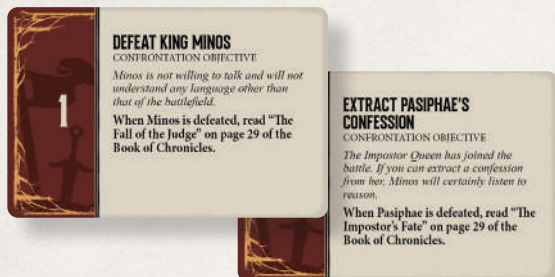 1
DEFEAT KING MINOS
CONFRONTATION OBJECTIVE
Minos is not willing to talk and will not
understand any language other than
that of the battlefield.
When Minos is defeated, read “The
Fall of the Judge” on page 29 of the
Book of Chronicles.
EXTRACT PASIPHAE’S
CONFESSION
CONFRONTATION OBJECTIVE
The Impostor Queen has joined the
battle. If you can extract a confession
from her, Minos will certainly listen to
reason.
When Pasiphae is defeated, read “The
Impostor’s Fate” on page 29 of the
Book of Chronicles.